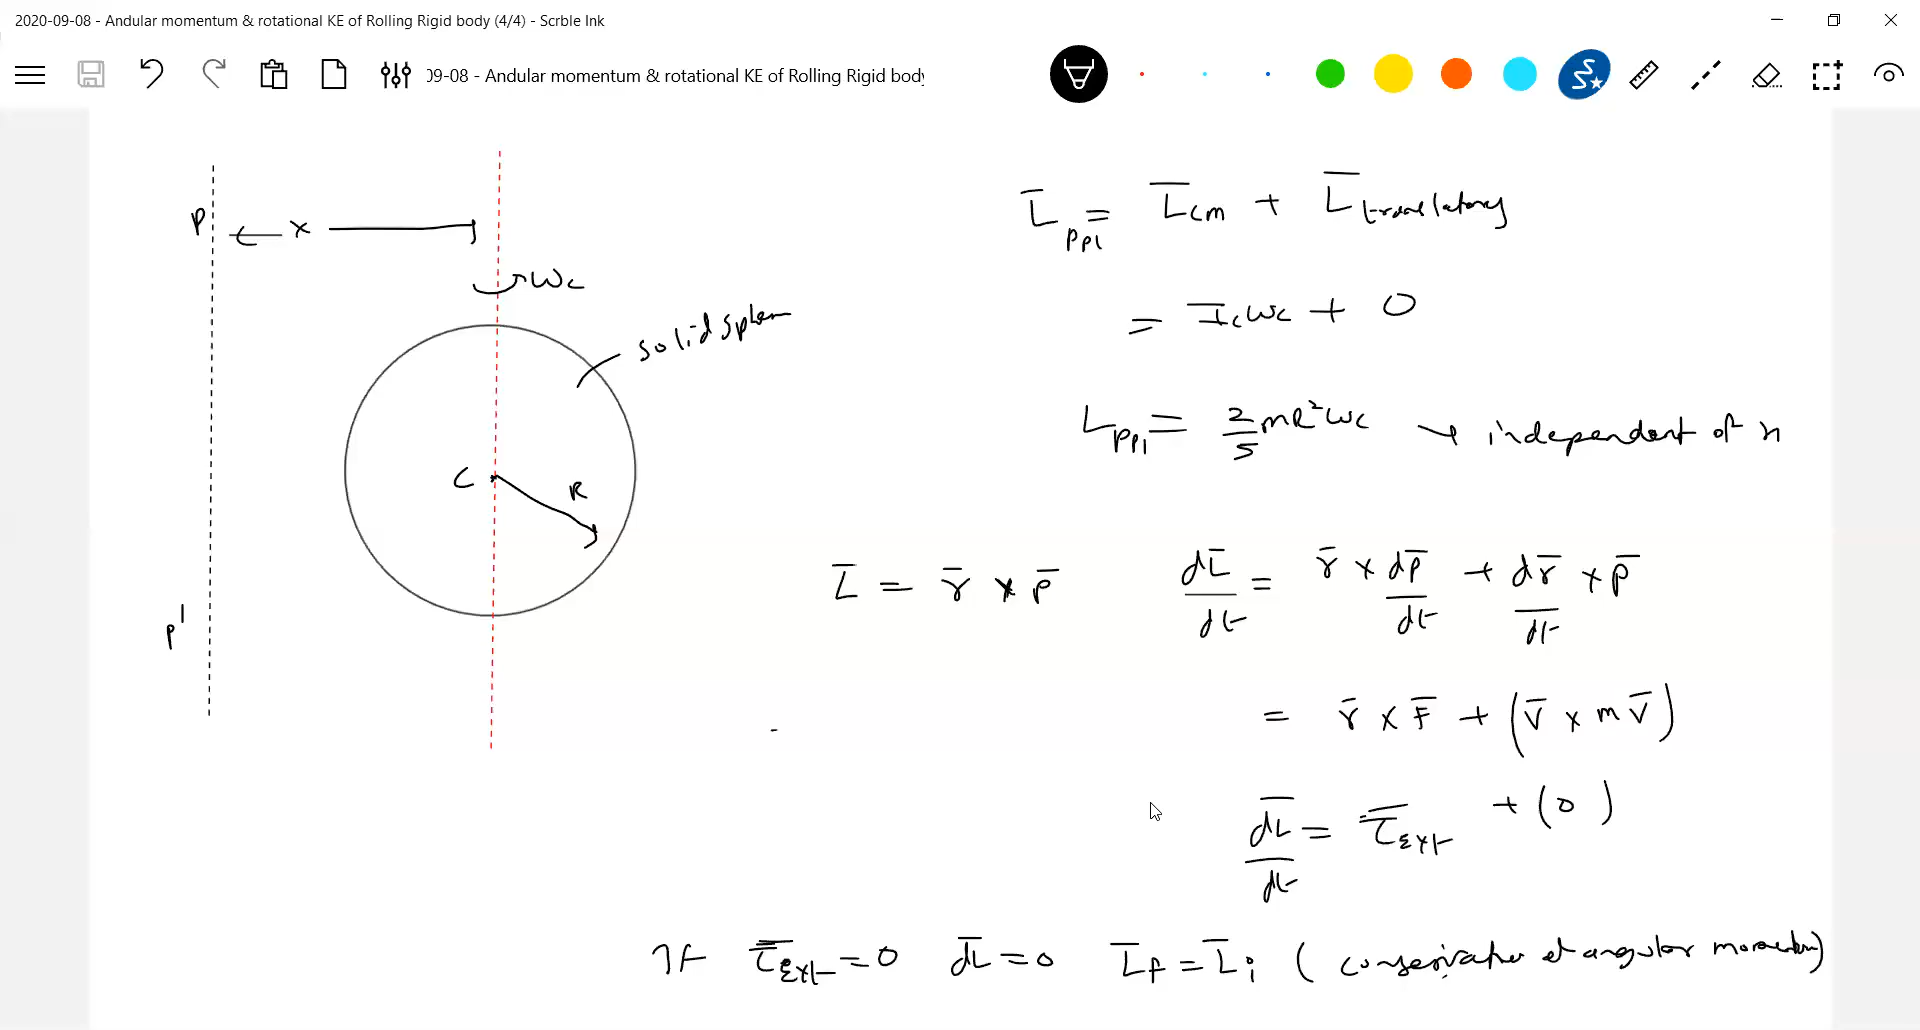 2020-09-08 - Andular momentum & rotational KE of Rolling Rigid body (4/4) - Scrble Ink
09-08 - Andular momentum & rotational KE of Rolling Rigid body
P
x
ωc
solid sphere
C
R
P'
L̅_PP1 = L̅cm + L̅translatory
= Icωc + 0
L_PP1 = 2/5 mR²ωc → independent of x
L̅ = r̅ × p̅
dL̅/dt = r̅ × dp̅/dt + dr̅/dt × p̅
= r̅ × F̅ + (v̅ × mv̅)
dL̅/dt = τ̅Ext + (0)
If τ̅Ext = 0 dL̅ = 0 L̅f = L̅i (conservation of angular momentum)